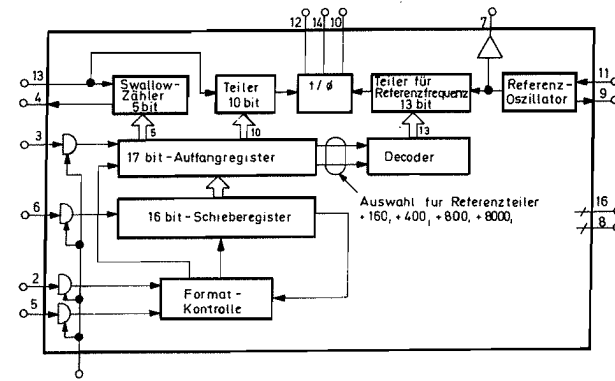 12 14 10
7
13
4
Swallow-
Zähler
5 bit
Teiler
10 bit
f / ø
Teiler für
Referenzfrequenz
13 bit
Referenz-
Oszillator
11
9
5
10
13
3
17 bit-Auffangregister
Decoder
Auswahl für Referenzteiler
÷160, ÷400, ÷800, ÷8000,
6
16 bit-Schieberegister
16
8
2
5
Format-
Kontrolle